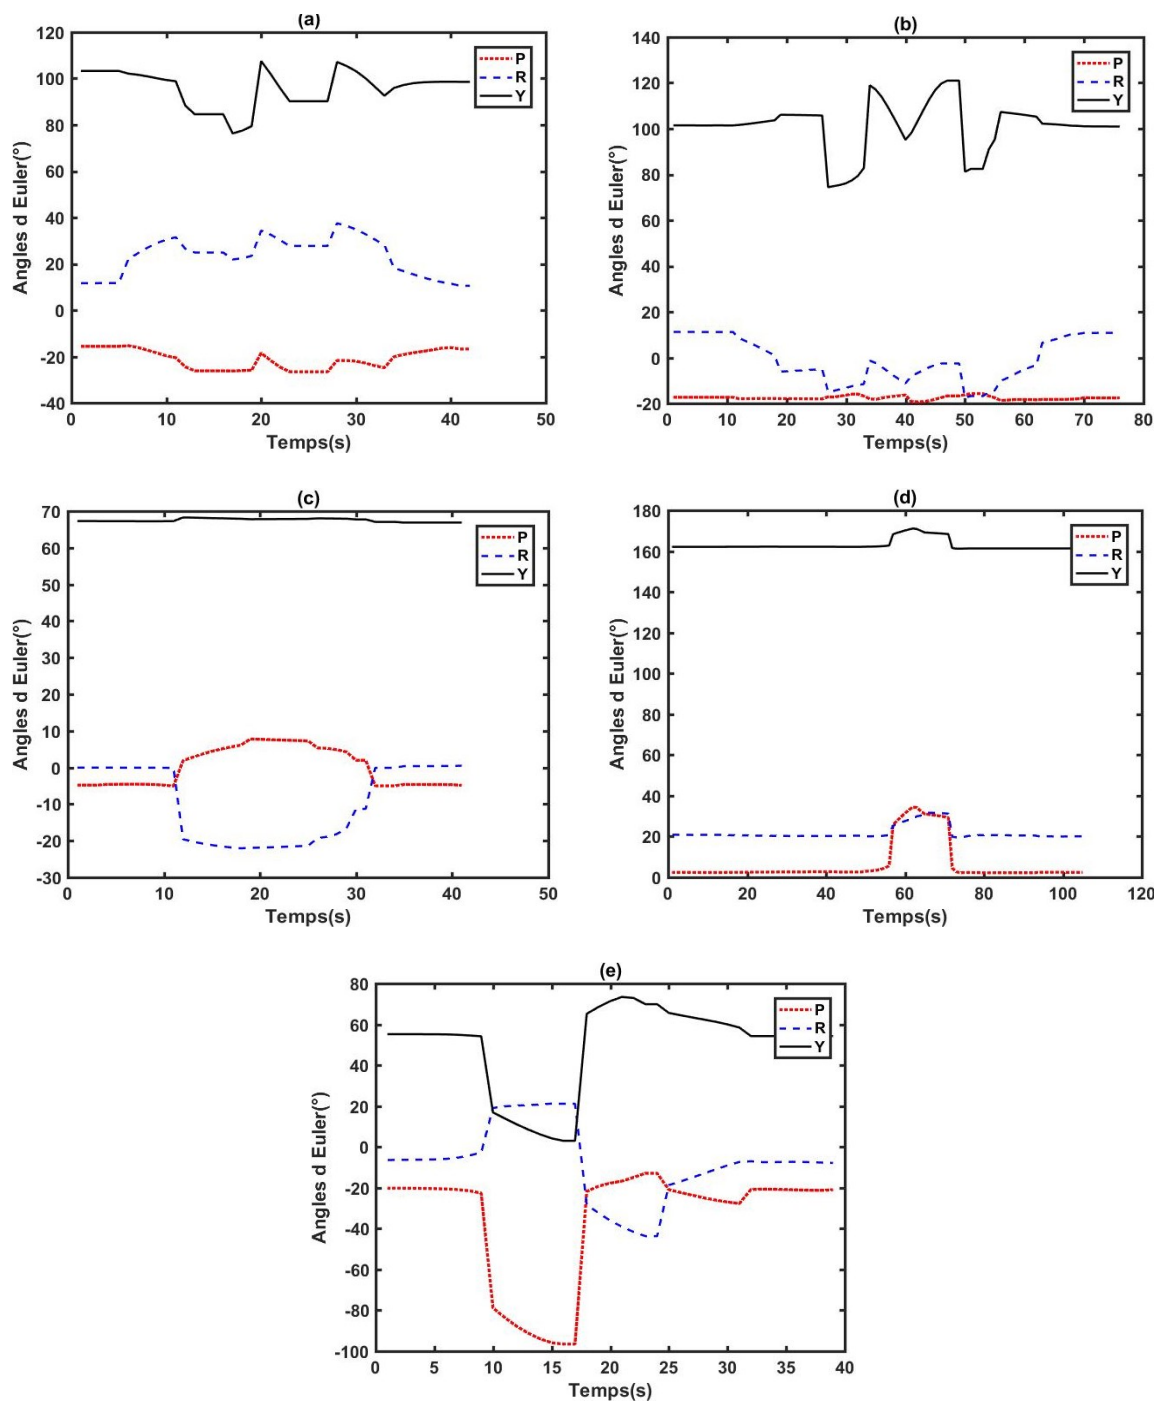 (a)
120
100
80
60
40
20
0
-20
-40
0 10 20 30 40 50
Angles d Euler(°)
Temps(s)
P
R
Y
(b)
140
120
100
80
60
40
20
0
-20
0 10 20 30 40 50 60 70 80
Angles d Euler(°)
Temps(s)
P
R
Y
(c)
70
60
50
40
30
20
10
0
-10
-20
-30
0 10 20 30 40 50
Angles d Euler(°)
Temps(s)
P
R
Y
(d)
180
160
140
120
100
80
60
40
20
0
0 20 40 60 80 100 120
Angles d Euler(°)
Temps(s)
P
R
Y
(e)
80
60
40
20
0
-20
-40
-60
-80
-100
0 5 10 15 20 25 30 35 40
Angles d Euler(°)
Temps(s)
P
R
Y